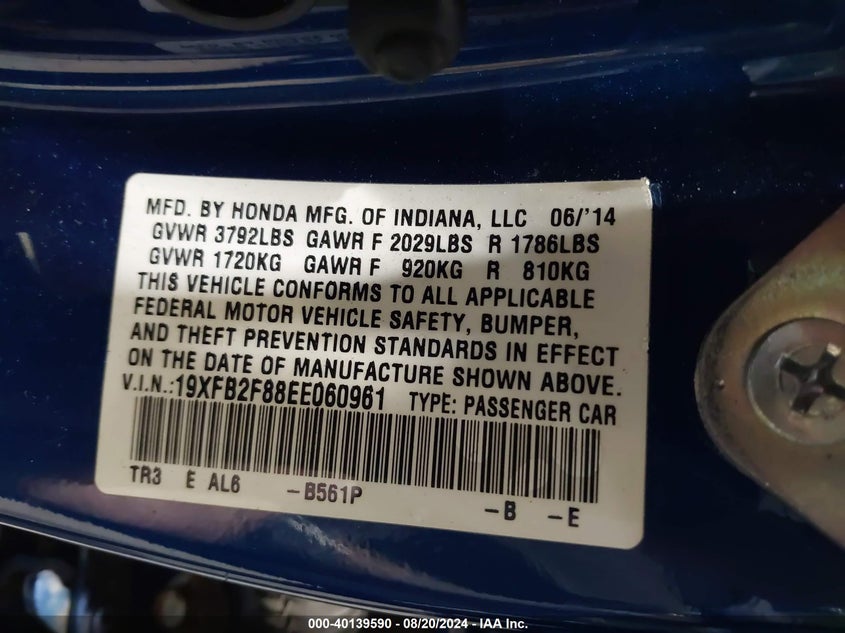 MFD. BY HONDA MFG. OF INDIANA, LLC 06/'14
GVWR 3792LBS GAWR F 2029LBS R 1786LBS
GVWR 1720KG GAWR F 920KG R 810KG
THIS VEHICLE CONFORMS TO ALL APPLICABLE
FEDERAL MOTOR VEHICLE SAFETY, BUMPER,
AND THEFT PREVENTION STANDARDS IN EFFECT
ON THE DATE OF MANUFACTURE SHOWN ABOVE.
V.I.N.:19XFB2F88EE060961 TYPE: PASSENGER CAR
TR3 E AL6 -B561P -B -E
000-40139590 - 08/20/2024 - IAA Inc.